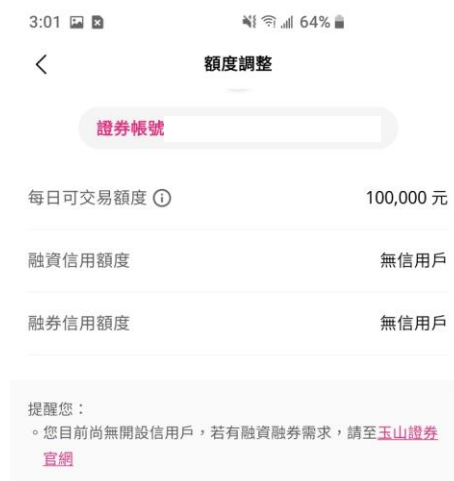 3:01 64%
額度調整
證券帳號
每日可交易額度 100,000 元
融資信用額度 無信用戶
融券信用額度 無信用戶
提醒您：
。您目前尚無開設信用戶，若有融資融券需求，請至玉山證券
官網